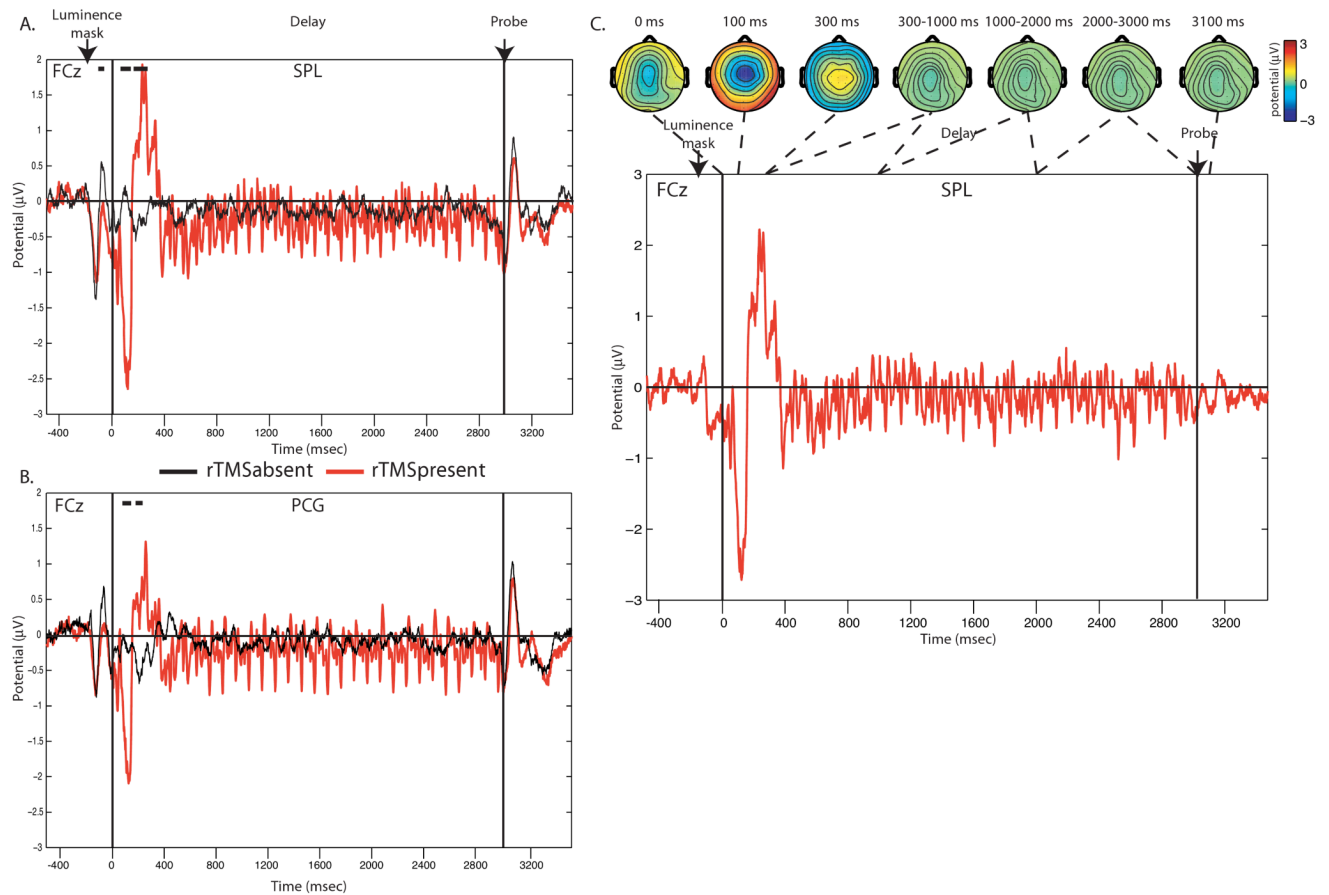 A.
Luminence
mask
Delay
Probe
FCz
SPL
2
1.5
1
0.5
0
−0.5
−1
−1.5
−2
−2.5
−3
Potential (µV)
-400 0 400 800 1200 1600 2000 2400 2800 3200
Time (msec)
rTMSabsent rTMSpresent
B.
FCz
PCG
2
1.5
1
0.5
0
−0.5
−1
−1.5
−2
−2.5
−3
Potential (µV)
-400 0 400 800 1200 1600 2000 2400 2800 3200
Time (msec)
C.
0 ms 100 ms 300 ms 300-1000 ms 1000-2000 ms 2000-3000 ms 3100 ms
potential (µV)
3
0
−3
Luminence
mask
Delay
Probe
FCz
SPL
3
2
1
0
−1
−2
−3
Potential (µV)
-400 0 400 800 1200 1600 2000 2400 2800 3200
Time (msec)